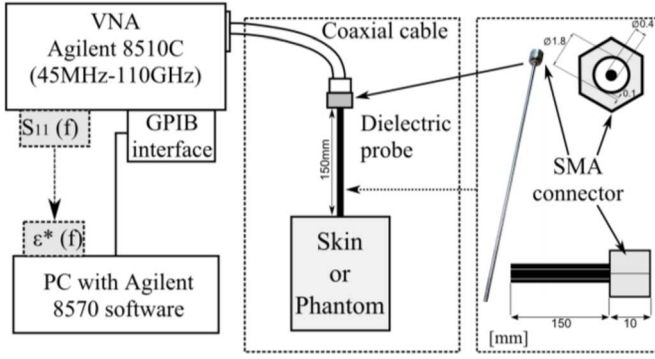 VNA
Agilent 8510C
(45MHz-110GHz)
S11 (f)
GPIB
interface
ε* (f)
PC with Agilent
8570 software
Coaxial cable
Dielectric
probe
150mm
Skin
or
Phantom
Ø0.4
Ø1.8
0.1
SMA
connector
150
10
[mm]